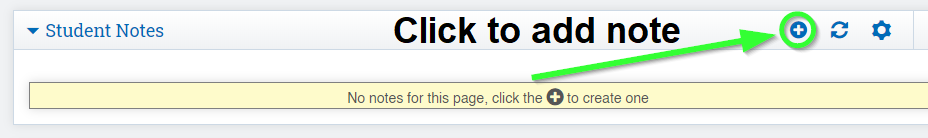 Student Notes
Click to add note
No notes for this page, click the to create one